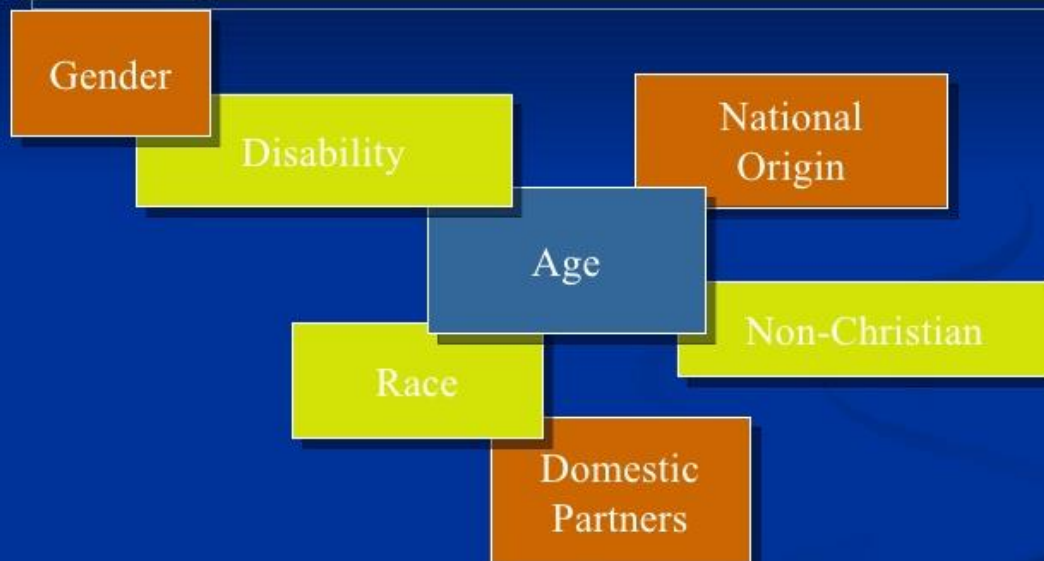 Gender
Disability
National
Origin
Age
Non-Christian
Race
Domestic
Partners